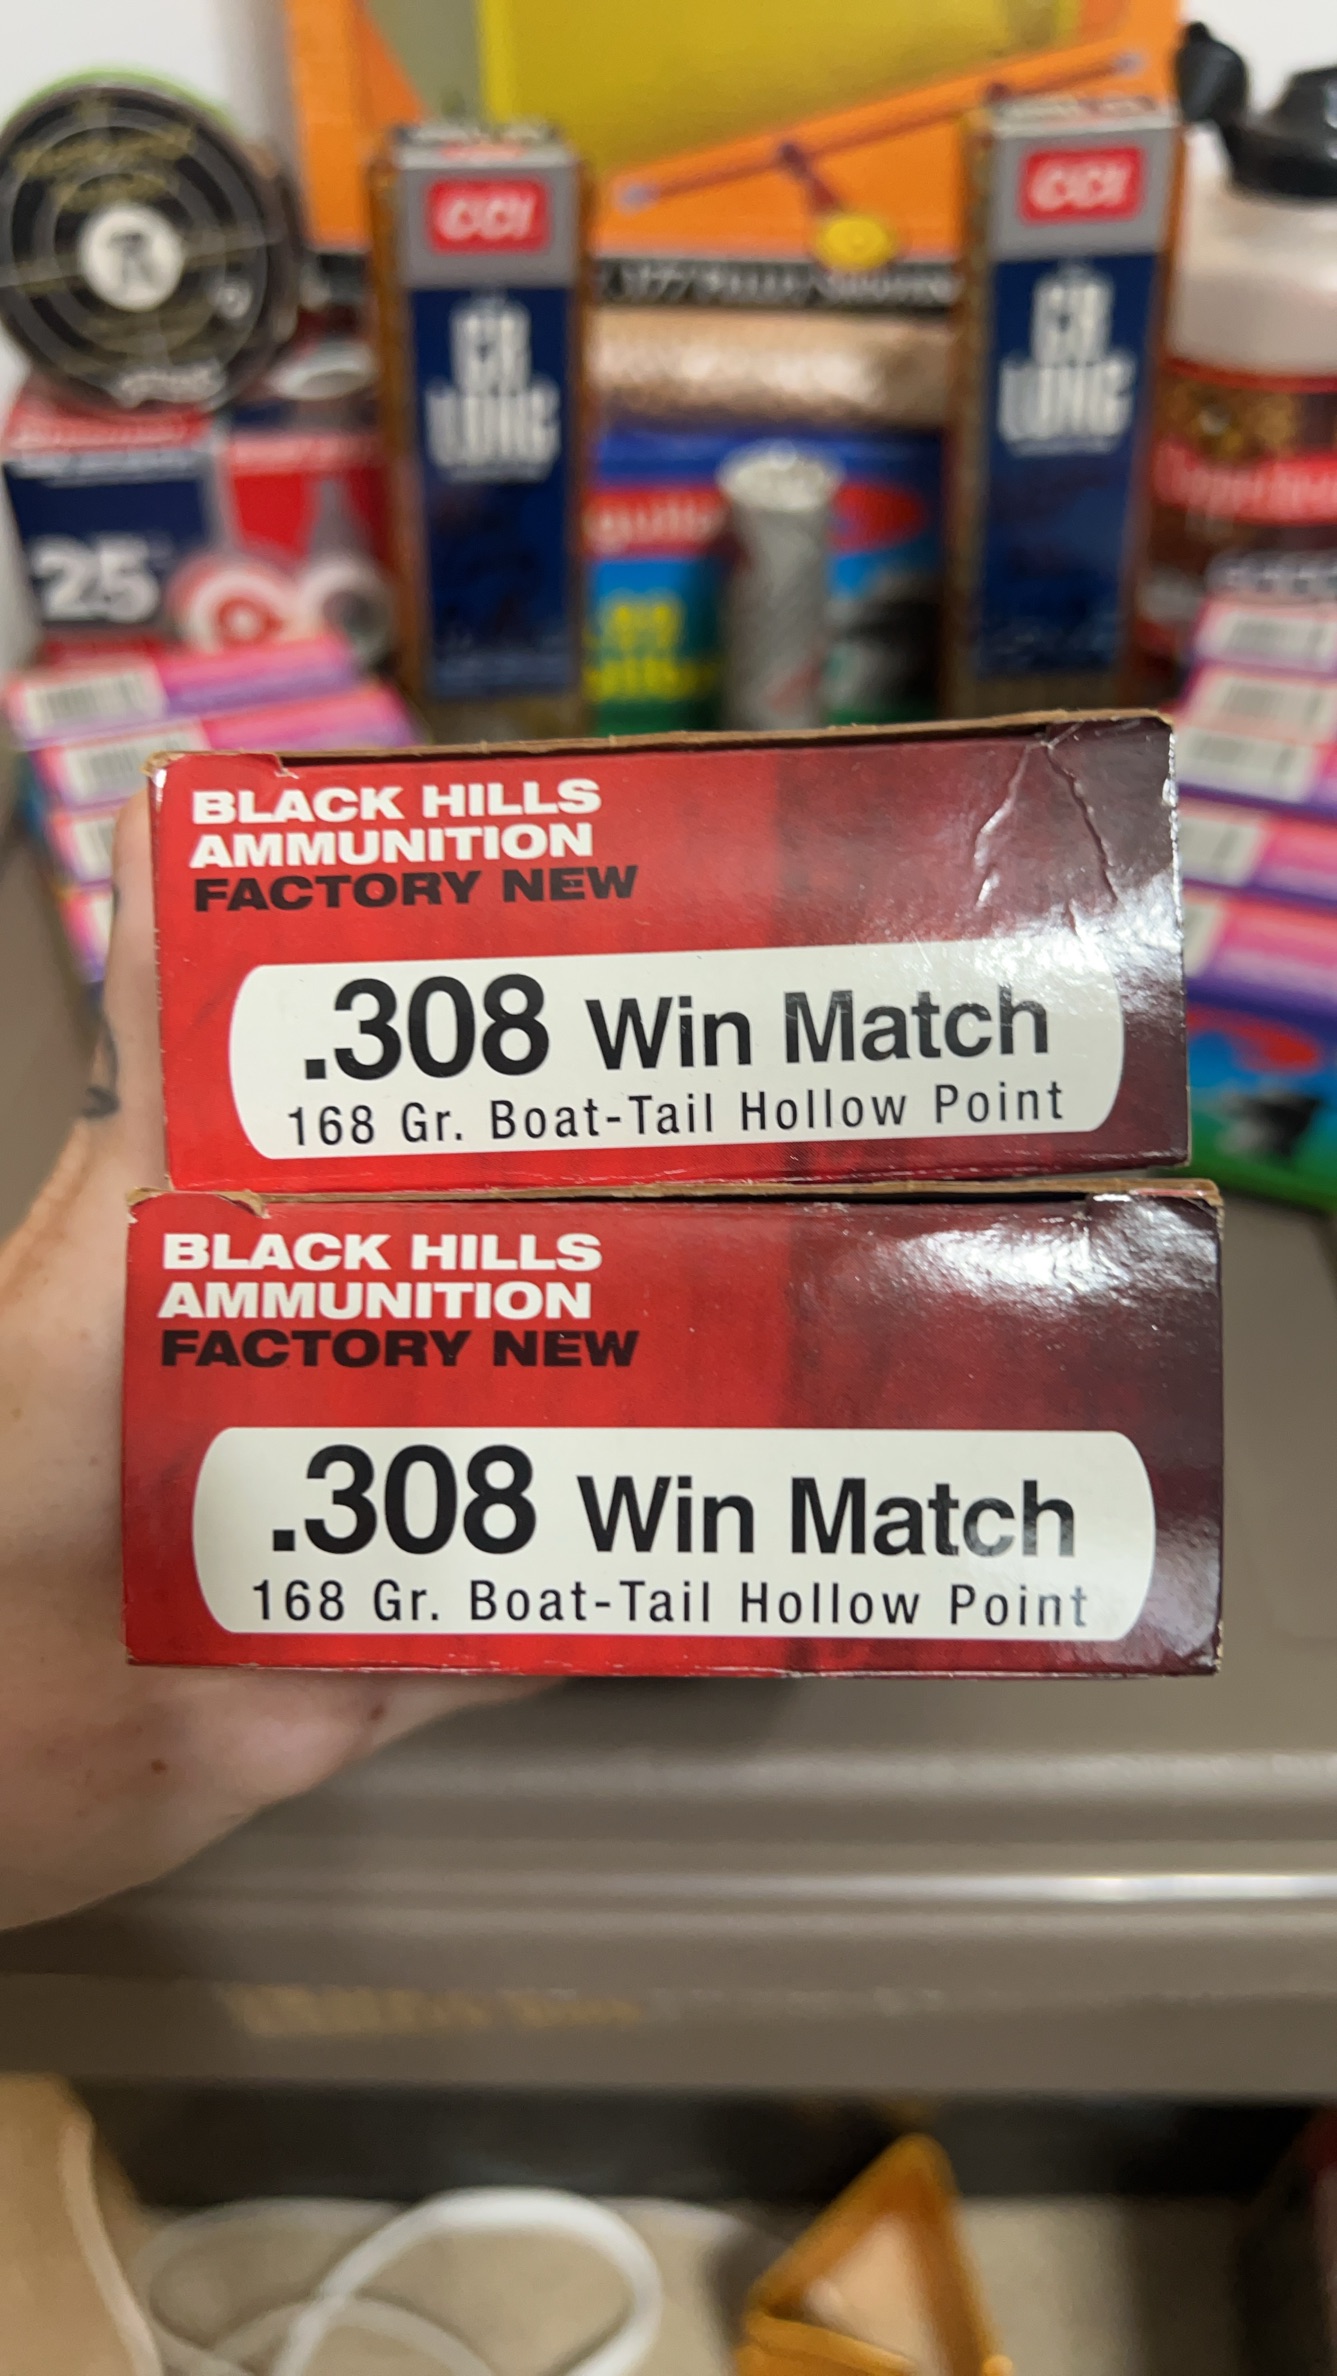 CCI
CCI
CB
LONG
CB
LONG
25
BLACK HILLS
AMMUNITION
FACTORY NEW
.308 Win Match
168 Gr. Boat-Tail Hollow Point
BLACK HILLS
AMMUNITION
FACTORY NEW
.308 Win Match
168 Gr. Boat-Tail Hollow Point